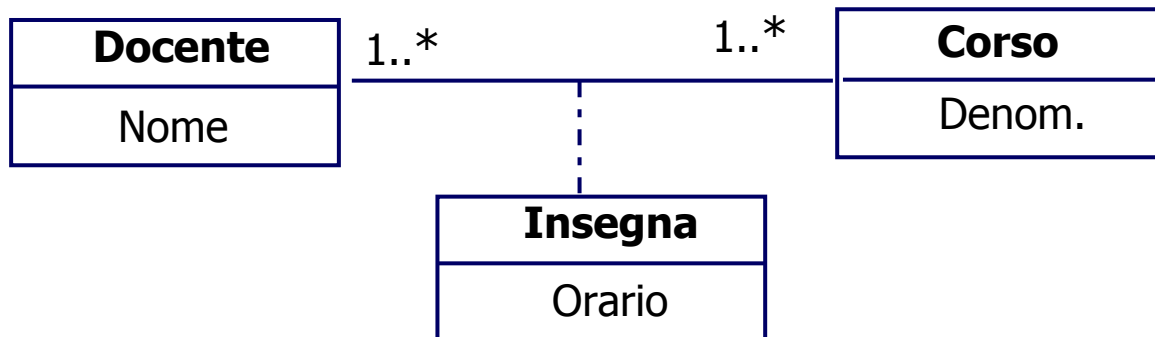 Docente
1..*
1..*
Corso
Nome
Denom.
Insegna
Orario